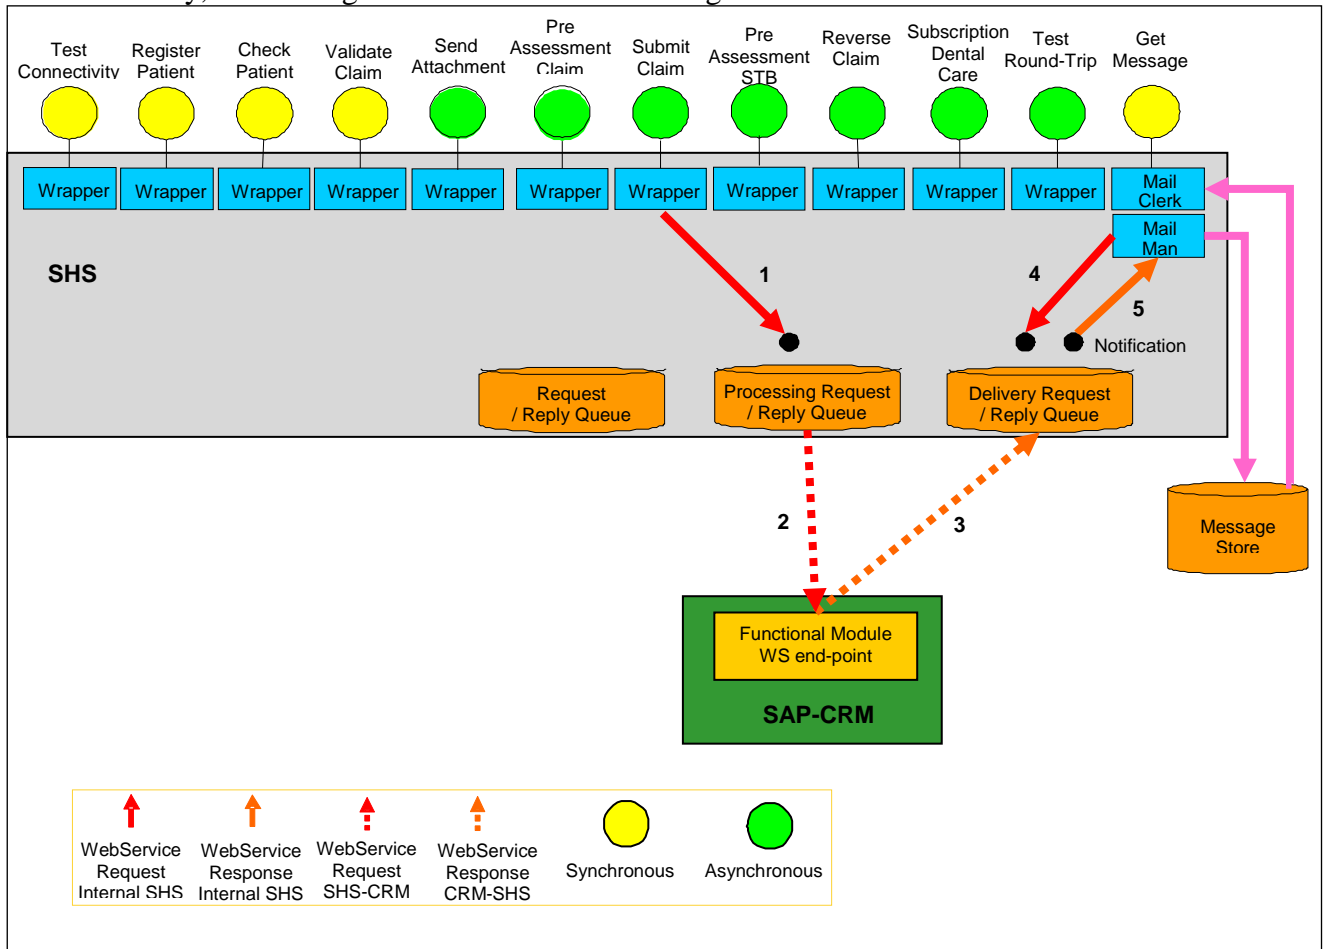 Test
Connectivity
Register
Patient
Check
Patient
Validate
Claim
Send
Attachment
Pre
Assessment
Claim
Submit
Claim
Pre
Assessment
STB
Reverse
Claim
Subscription
Dental
Care
Test
Round-Trip
Get
Message
Wrapper
Wrapper
Wrapper
Wrapper
Wrapper
Wrapper
Wrapper
Wrapper
Wrapper
Wrapper
Wrapper
Mail
Clerk
Mail
Man
SHS
1
4
5
Notification
Request
/ Reply Queue
Processing Request
/ Reply Queue
Delivery Request
/ Reply Queue
2
3
Message
Store
Functional Module
WS end-point
SAP-CRM
WebService
Request
Internal SHS
WebService
Response
Internal SHS
WebService
Request
SHS-CRM
WebService
Response
CRM-SHS
Synchronous
Asynchronous